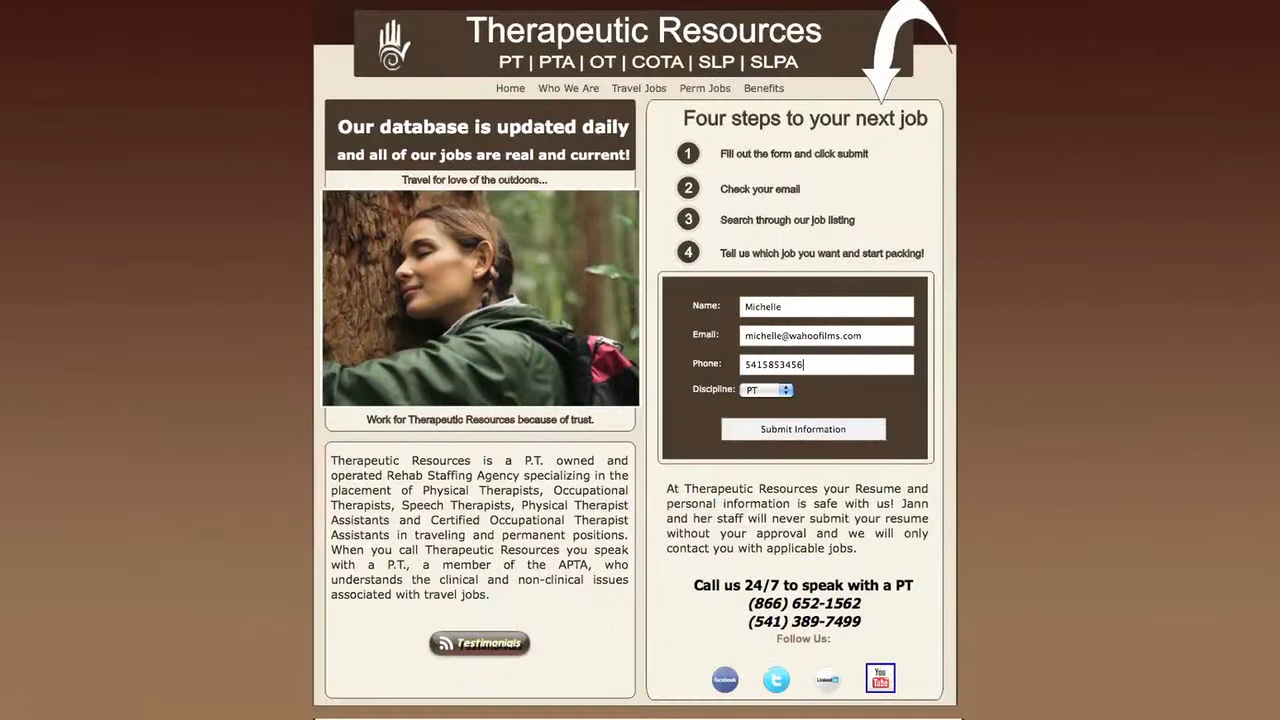 Therapeutic Resources
PT | PTA | OT | COTA | SLP | SLPA
Home Who We Are Travel Jobs Perm Jobs Benefits
Our database is updated daily
and all of our jobs are real and current!
Travel for love of the outdoors...
Work for Therapeutic Resources because of trust.
Therapeutic Resources is a P.T. owned and
operated Rehab Staffing Agency specializing in the
placement of Physical Therapists, Occupational
Therapists, Speech Therapists, Physical Therapist
Assistants and Certified Occupational Therapist
Assistants in traveling and permanent positions.
When you call Therapeutic Resources you speak
with a P.T., a member of the APTA, who
understands the clinical and non-clinical issues
associated with travel jobs.
Testimonials
Four steps to your next job
1 Fill out the form and click submit
2 Check your email
3 Search through our job listing
4 Tell us which job you want and start packing!
Name: Michelle
Email: michelle@wahoofilms.com
Phone: 5415853456
Discipline: PT
Submit Information
At Therapeutic Resources your Resume and
personal information is safe with us! Jann
and her staff will never submit your resume
without your approval and we will only
contact you with applicable jobs.
Call us 24/7 to speak with a PT
(866) 652-1562
(541) 389-7499
Follow Us:
facebook t LinkedIn You Tube